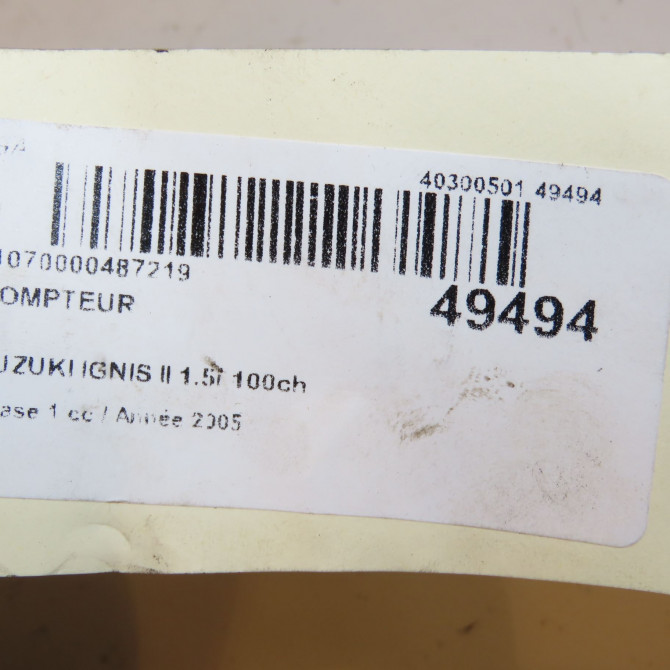 40300501 49494
1070000487219
49494
OMPTEUR
UZUKI IGNIS II 1.5i 100ch
ase 1 cc / Année 2005